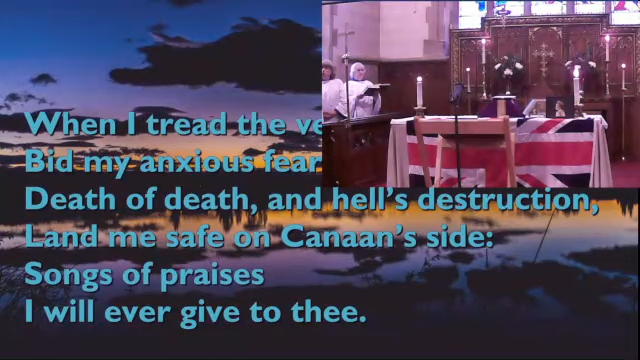 When I tread the ve
Bid my anxious fear
Death of death, and hell's destruction,
Land me safe on Canaan's side:
Songs of praises
I will ever give to thee.